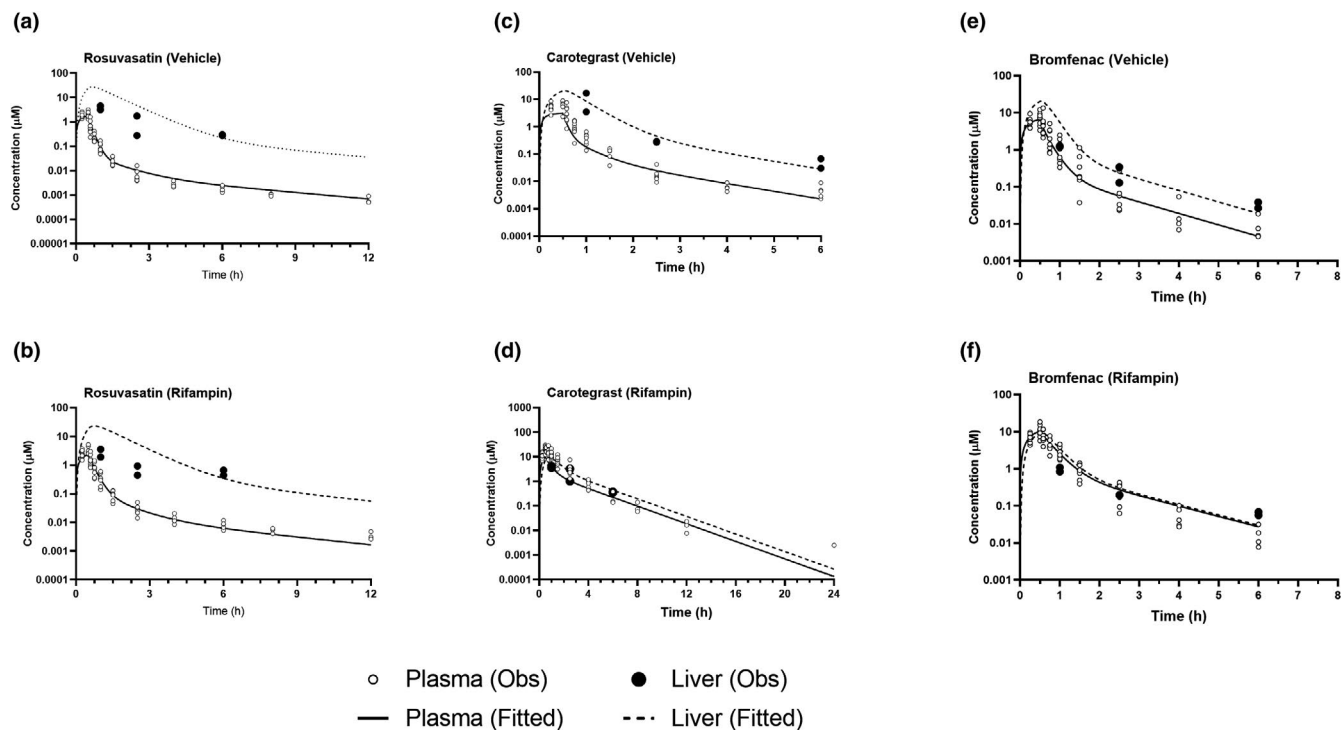 (a)
Rosuvasatin (Vehicle)
Concentration (µM)
100
10
1
0.1
0.01
0.001
0.0001
0.00001
0 3 6 9 12
Time (h)
(c)
Carotegrast (Vehicle)
Concentration (µM)
100
10
1
0.1
0.01
0.001
0.0001
0 1 2 3 4 5 6
Time (h)
(e)
Bromfenac (Vehicle)
Concentration (µM)
100
10
1
0.1
0.01
0.001
0 1 2 3 4 5 6 7 8
Time (h)
(b)
Rosuvasatin (Rifampin)
Concentration (µM)
100
10
1
0.1
0.01
0.001
0.0001
0 3 6 9 12
Time (h)
(d)
Carotegrast (Rifampin)
Concentration (µM)
1000
100
10
1
0.1
0.01
0.001
0.0001
0 2 4 6 8 10 12 14 16 18 20 22 24
Time (h)
(f)
Bromfenac (Rifampin)
Concentration (µM)
100
10
1
0.1
0.01
0.001
0 1 2 3 4 5 6 7 8
Time (h)
Plasma (Obs) Liver (Obs)
Plasma (Fitted) Liver (Fitted)